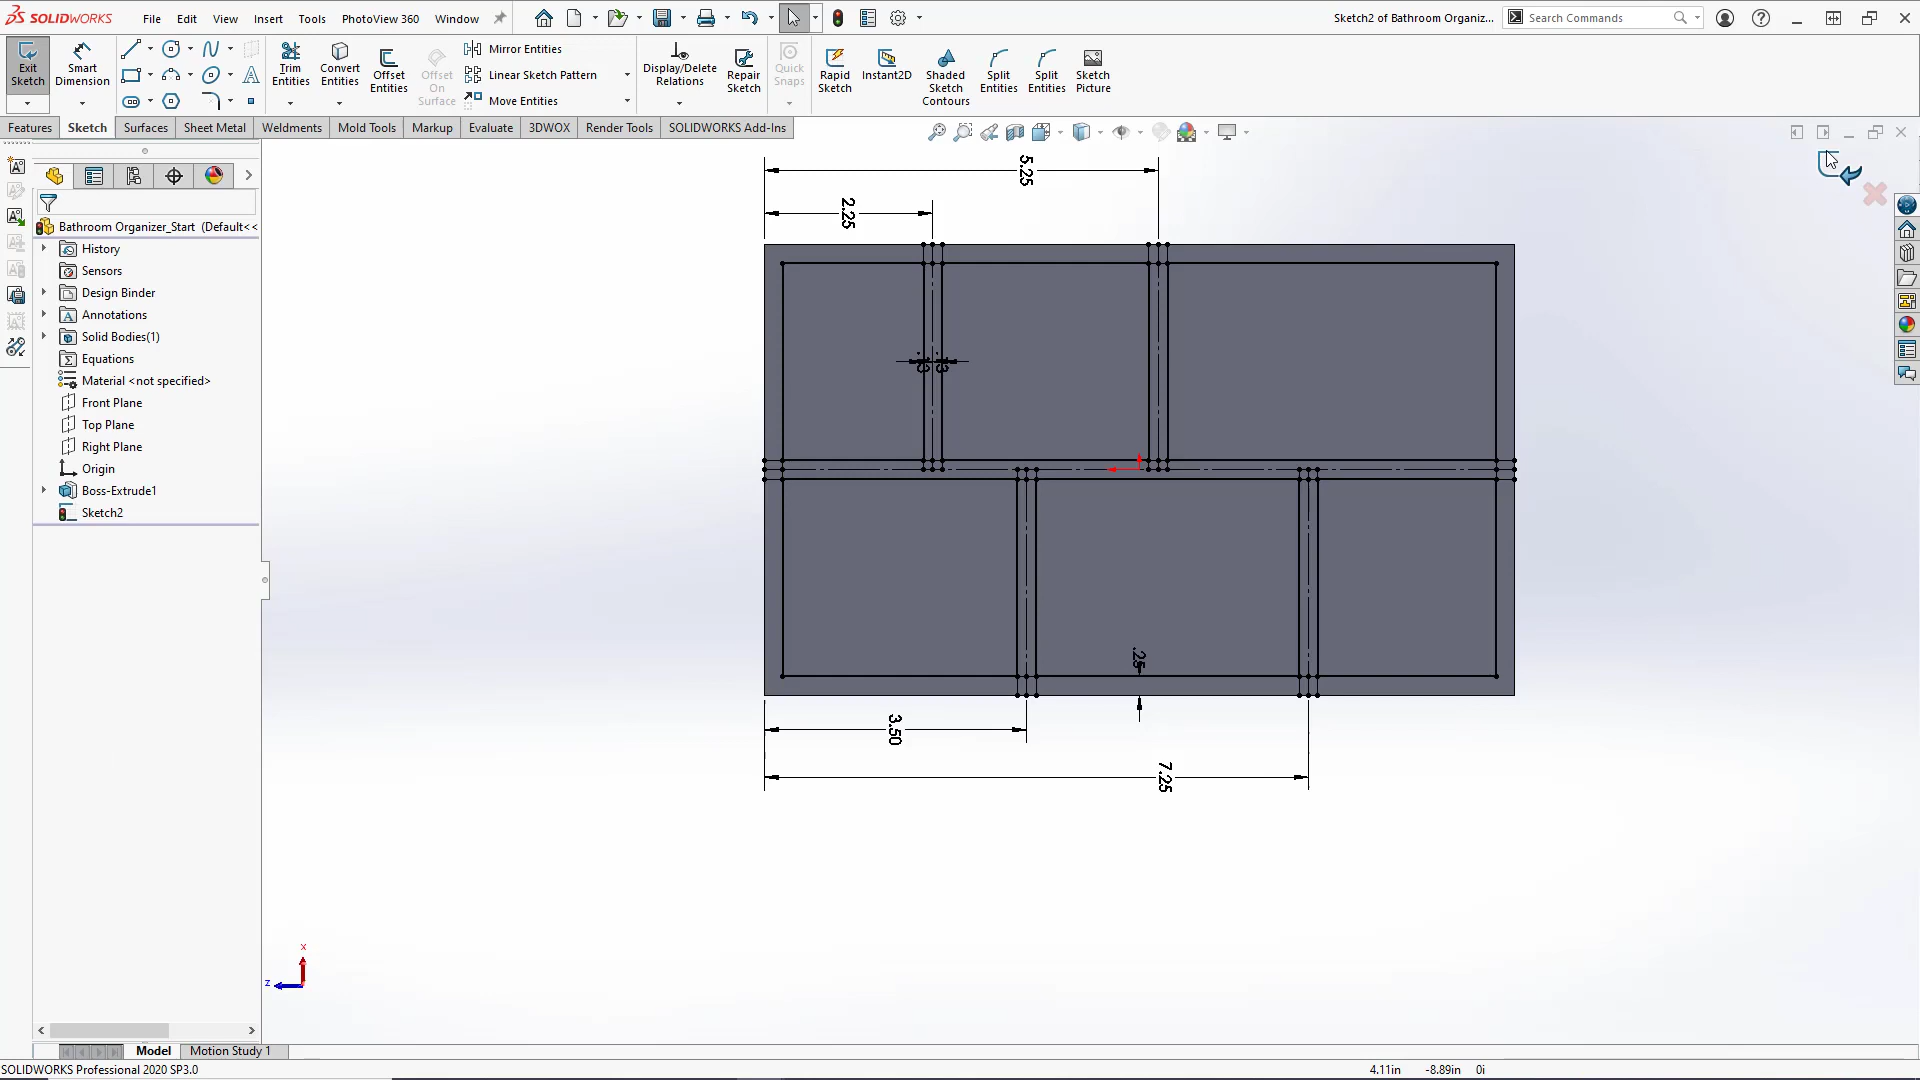 SOLIDWORKS
File Edit View Insert Tools PhotoView 360 Window
Sketch2 of Bathroom Organiz...
Search Commands
Exit Sketch
Smart Dimension
Trim Entities
Convert Entities
Offset Entities
Offset On Surface
Mirror Entities
Linear Sketch Pattern
Move Entities
Display/Delete Relations
Repair Sketch
Quick Snaps
Rapid Sketch
Instant2D
Shaded Sketch Contours
Split Entities
Split Entities
Sketch Picture
Features Sketch Surfaces Sheet Metal Weldments Mold Tools Markup Evaluate 3DWOX Render Tools SOLIDWORKS Add-Ins
Bathroom Organizer_Start (Default<<
History
Sensors
Design Binder
Annotations
Solid Bodies(1)
Equations
Material <not specified>
Front Plane
Top Plane
Right Plane
Origin
Boss-Extrude1
Sketch2
5.25
2.25
.13 .13
.25
3.50
7.25
x
z
Model Motion Study 1
SOLIDWORKS Professional 2020 SP3.0
4.11in -8.89in 0i